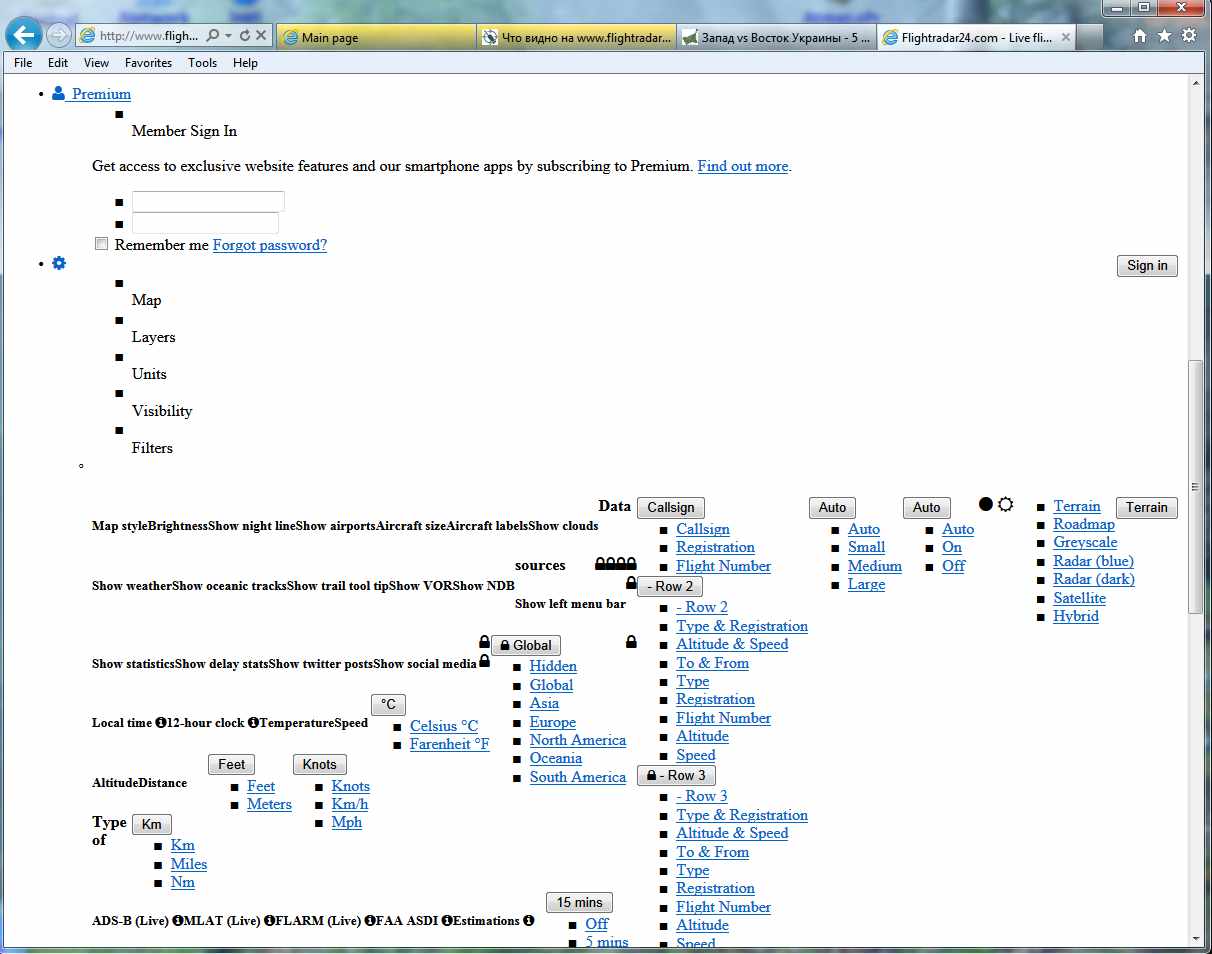 http://www.fligh...
Main page
Что видно на www.flightradar...
Запад vs Восток Украины - 5 ...
Flightradar24.com - Live fli...
File Edit View Favorites Tools Help
Premium
Member Sign In
Get access to exclusive website features and our smartphone apps by subscribing to Premium. Find out more.
Remember me Forgot password?
Sign in
Map
Layers
Units
Visibility
Filters
Data Callsign Auto Auto Terrain Terrain
Map styleBrightnessShow night lineShow airportsAircraft sizeAircraft labelsShow clouds
Callsign Auto Auto Roadmap
Registration Small On Greyscale
sources Flight Number Medium Off Radar (blue)
Large Radar (dark)
Satellite
Hybrid
Show weatherShow oceanic tracksShow trail tool tipShow VORShow NDB
- Row 2
Show left menu bar
- Row 2
Type & Registration
Altitude & Speed
To & From
Type
Registration
Flight Number
Altitude
Speed
Show statisticsShow delay statsShow twitter postsShow social media
Global
Hidden
Global
Asia
Europe
North America
Oceania
South America
Local time 12-hour clock TemperatureSpeed
°C
Celsius °C
Farenheit °F
AltitudeDistance
Feet Knots
Feet Knots
Meters Km/h
Mph
Type
of
Km
Km
Miles
Nm
- Row 3
- Row 3
Type & Registration
Altitude & Speed
To & From
Type
Registration
Flight Number
Altitude
Speed
ADS-B (Live) MLAT (Live) FLARM (Live) FAA ASDI Estimations
15 mins
Off
5 mins